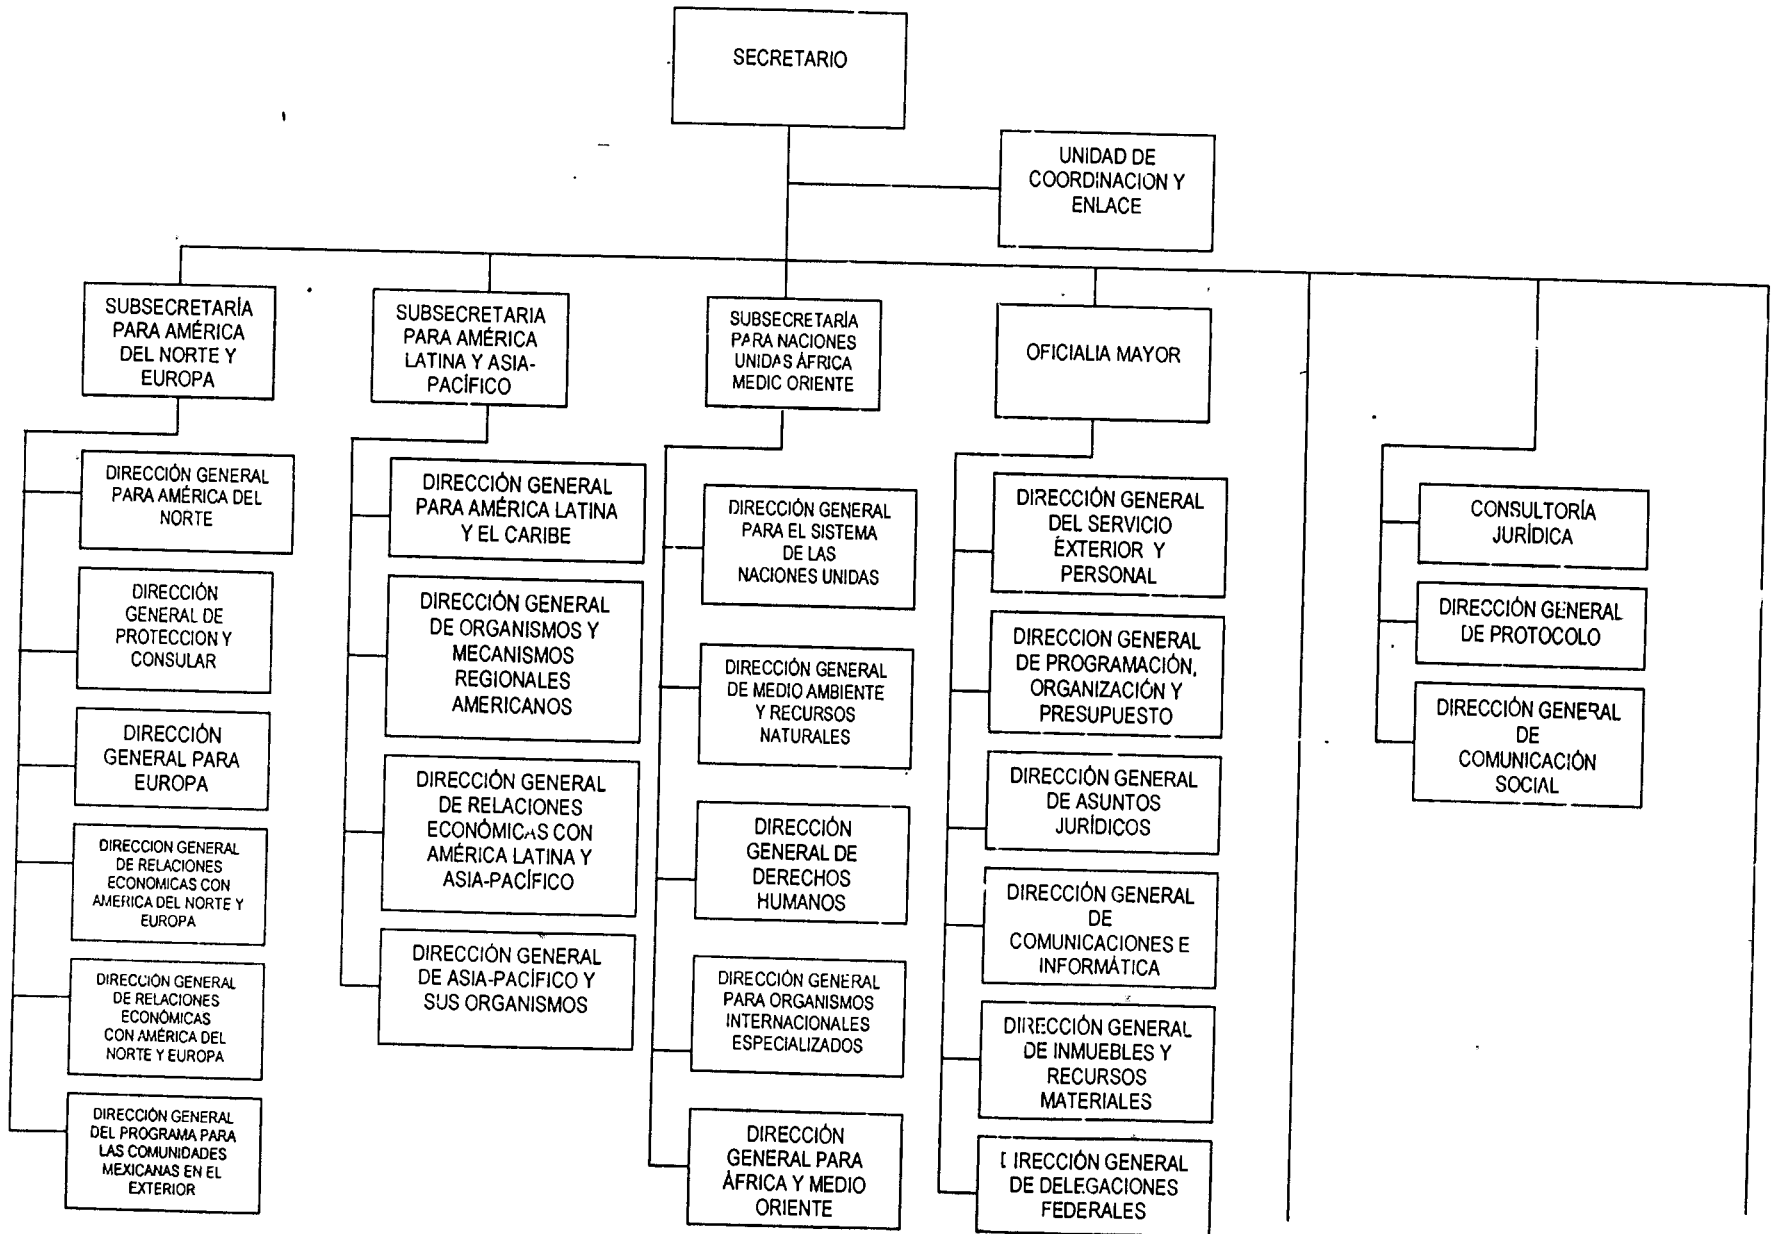 SECRETARIO
UNIDAD DE
COORDINACION Y
ENLACE
SUBSECRETARÍA
PARA AMÉRICA
DEL NORTE Y
EUROPA
SUBSECRETARIA
PARA AMÉRICA
LATINA Y ASIA-
PACÍFICO
SUBSECRETARÍA
PARA NACIONES
UNIDAS ÁFRICA
MEDIC ORIENTE
OFICIALIA MAYOR
DIRECCIÓN GENERAL
PARA AMÉRICA DEL
NORTE
DIRECCIÓN
GENERAL DE
PROTECCION Y
CONSULAR
DIRECCIÓN
GENERAL PARA
EUROPA
DIRECCION GENERAL
DE RELACIONES
ECONOMICAS CON
AMERICA DEL NORTE Y
EUROPA
DIRECCIÓN GENERAL
DE RELACIONES
ECONÓMICAS
CON AMÉRICA DEL
NORTE Y EUROPA
DIRECCIÓN GENERAL
DEL PROGRAMA PARA
LAS COMUNIDADES
MEXICANAS EN EL
EXTERIOR
DIRECCIÓN GENERAL
PARA AMÉRICA LATINA
Y EL CARIBE
DIRECCIÓN GENERAL
DE ORGANISMOS Y
MECANISMOS
REGIONALES
AMERICANOS
DIRECCIÓN GENERAL
DE RELACIONES
ECONÓMICAS CON
AMÉRICA LATINA Y
ASIA-PACÍFICO
DIRECCIÓN GENERAL
DE ASIA-PACÍFICO Y
SUS ORGANISMOS
DIRECCIÓN GENERAL
PARA EL SISTEMA
DE LAS
NACIONES UNIDAS
DIRECCIÓN GENERAL
DE MEDIO AMBIENTE
Y RECURSOS
NATURALES
DIRECCIÓN
GENERAL DE
DERECHOS
HUMANOS
DIRECCIÓN GENERAL
PARA ORGANISMOS
INTERNACIONALES
ESPECIALIZADOS
DIRECCIÓN
GENERAL PARA
ÁFRICA Y MEDIO
ORIENTE
DIRECCIÓN GENERAL
DEL SERVICIO
ÉXTERIOR Y
PERSONAL
DIRECCION GENERAL
DE PROGRAMACIÓN,
ORGANIZACIÓN Y
PRESUPUESTO
DIRECCIÓN GENERAL
DE ASUNTOS
JURÍDICOS
DIRECCIÓN GENERAL
DE
COMUNICACIONES E
INFORMÁTICA
DIRECCIÓN GENERAL
DE INMUEBLES Y
RECURSOS
MATERIALES
DIRECCIÓN GENERAL
DE DELEGACIONES
FEDERALES
CONSULTORÍA
JURÍDICA
DIRECCIÓN GENERAL
DE PROTOCOLO
DIRECCIÓN GENERAL
DE
COMUNICACIÓN
SOCIAL